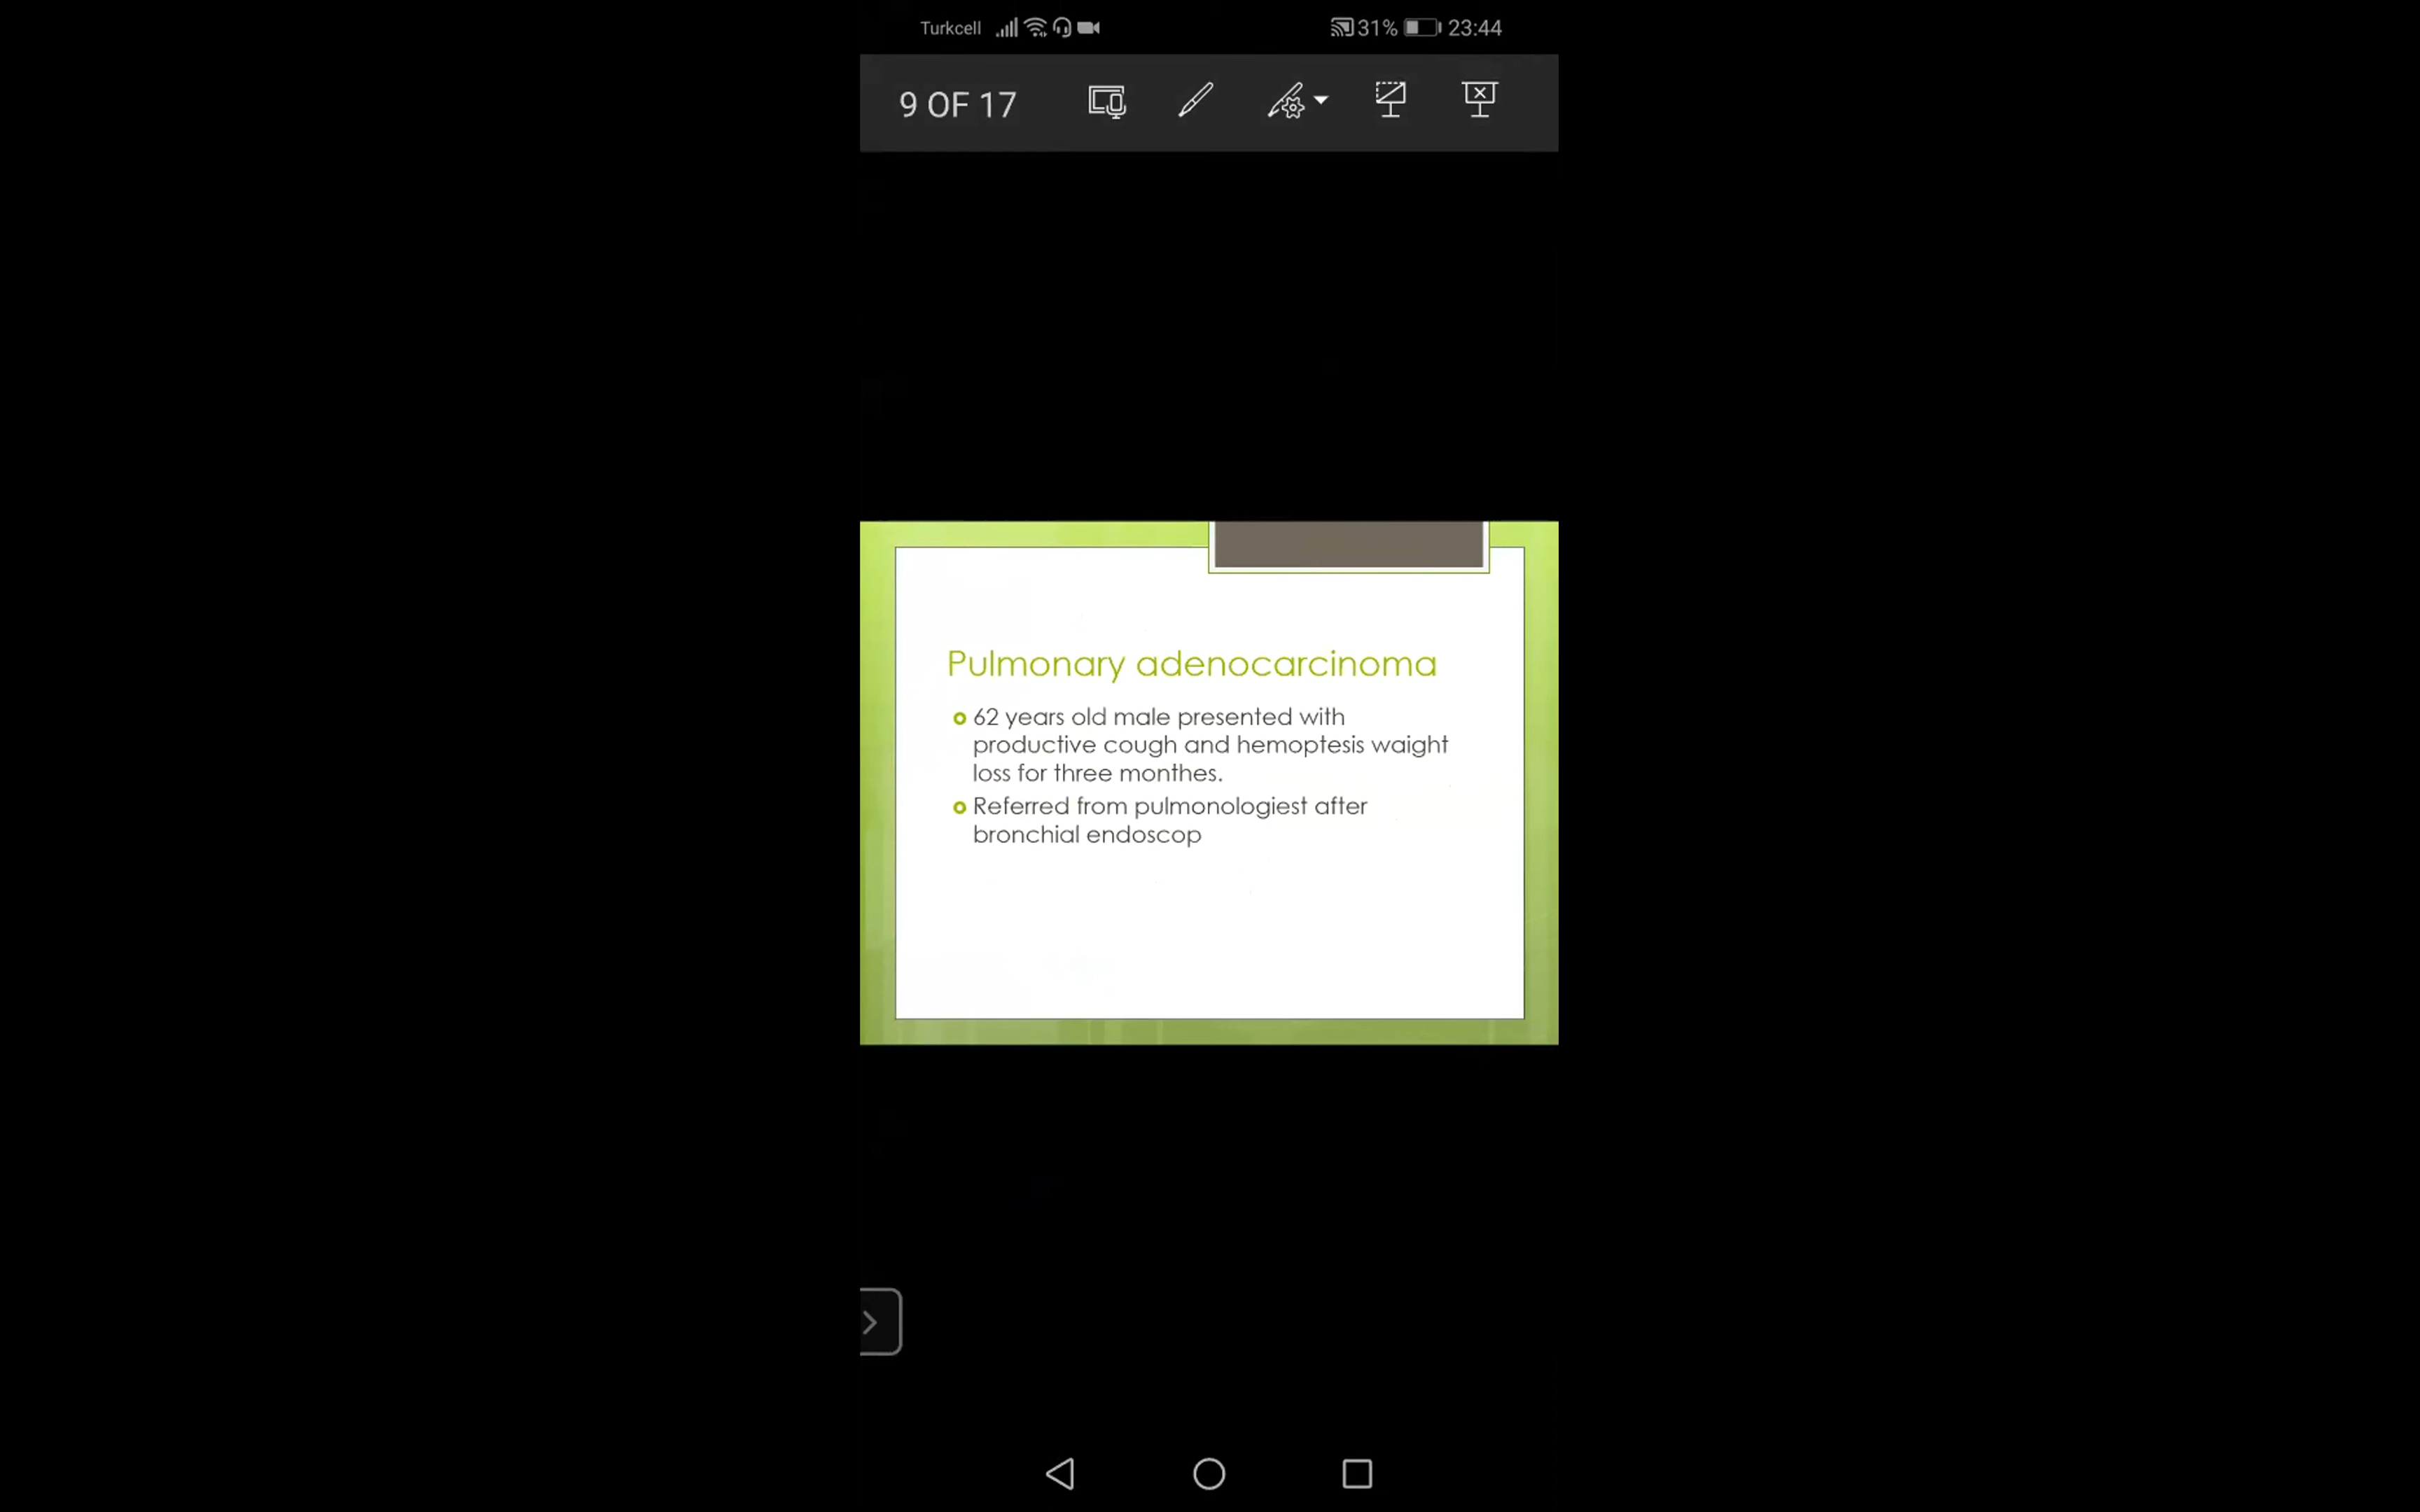 Turkcell 31% 23:44
9 OF 17
Pulmonary adenocarcinoma
62 years old male presented with
productive cough and hemoptesis waight
loss for three monthes.
Referred from pulmonologiest after
bronchial endoscop